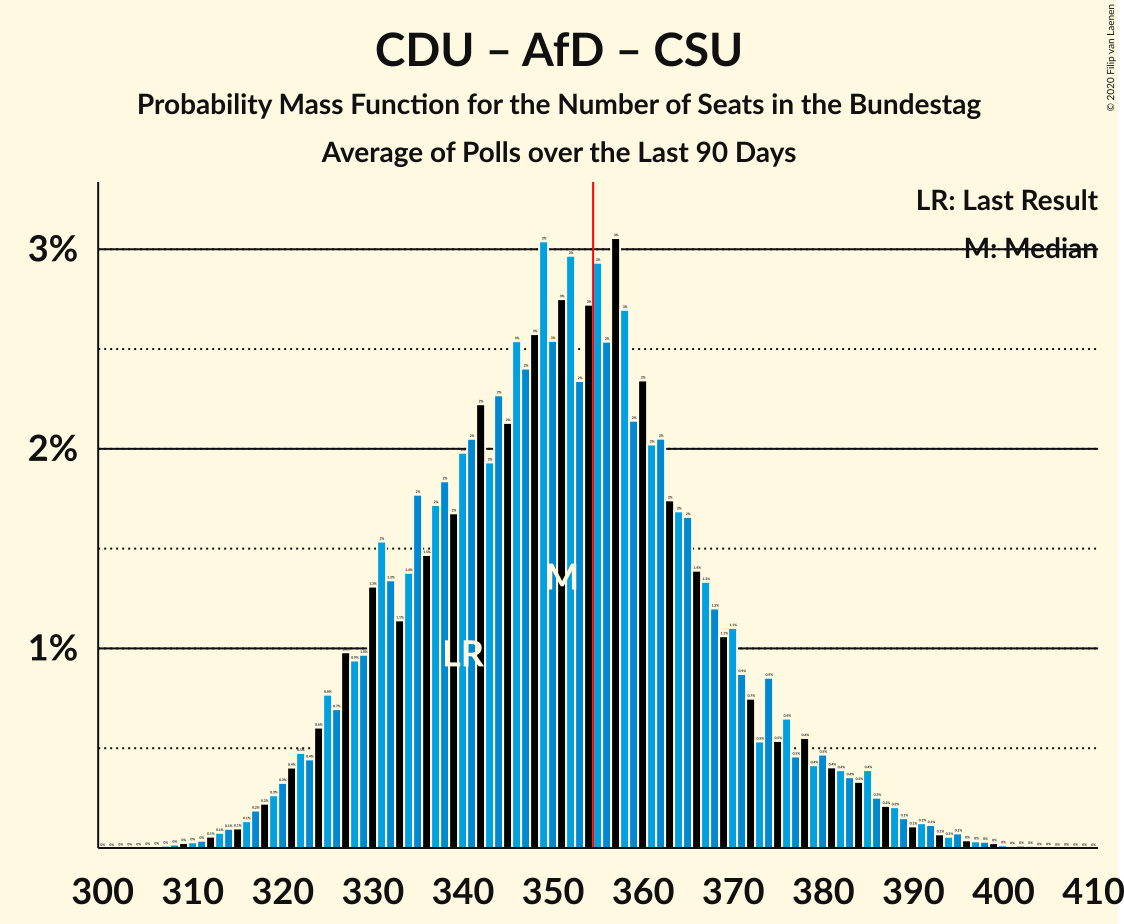 CDU – AfD – CSU
Probability Mass Function for the Number of Seats in the Bundestag
Average of Polls over the Last 90 Days
© 2020 Filip van Laenen
LR: Last Result
M: Median
3%
2%
1%
M
LR
300 310 320 330 340 350 360 370 380 390 400 410